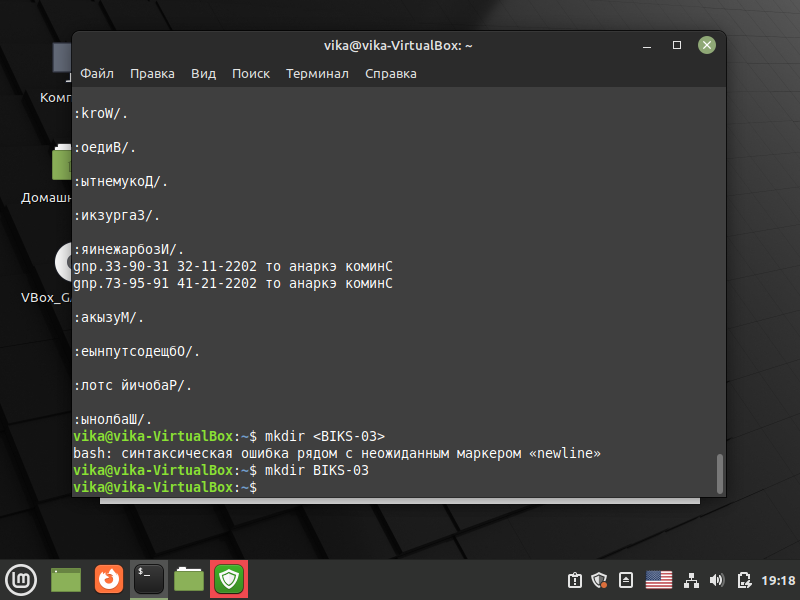 vika@vika-VirtualBox: ~
Файл Правка Вид Поиск Терминал Справка
:kroW/.
:оедиВ/.
:ытнемукоД/.
:икзургаЗ/.
:яинежарбозИ/.
gnp.33-90-31 32-11-2202 то анаркэ коминС
gnp.73-95-91 41-21-2202 то анаркэ коминС
:акызуМ/.
:еынпутсодещбО/.
:лотс йичобаР/.
:ынолбаШ/.
vika@vika-VirtualBox:~$ mkdir <BIKS-03>
bash: синтаксическая ошибка рядом с неожиданным маркером «newline»
vika@vika-VirtualBox:~$ mkdir BIKS-03
vika@vika-VirtualBox:~$
Комп
Домашн
VBox_G
$_
19:18